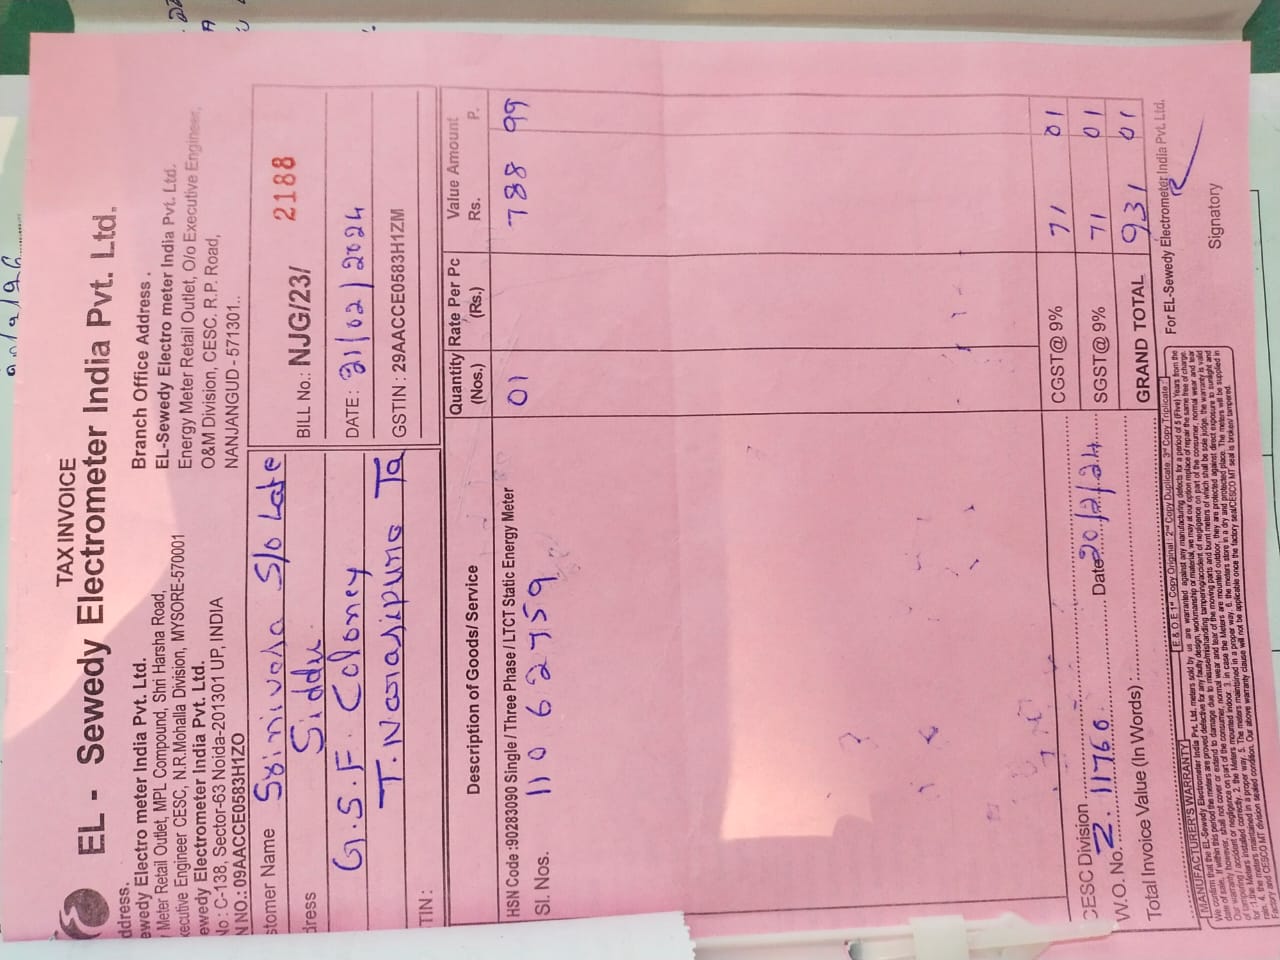 TAX INVOICE
EL - Sewedy Electrometer India Pvt. Ltd.
ddress.
ewedy Electro meter India Pvt. Ltd.
Meter Retail Outlet, MPL Compound, Shri Harsha Road,
xecutive Engineer CESC, N.R.Mohalla Division, MYSORE-570001
ewedy Electrometer India Pvt. Ltd.
No : C-138, Sector-63 Noida-201301 UP, INDIA
N NO.: 09AACCE0583H1ZO
Branch Office Address .
EL-Sewedy Electro meter India Pvt. Ltd.
Energy Meter Retail Outlet, O/o Executive Engineer,
O&M Division, CESC. R.P. Road,
NANJANGUD - 571301..
stomer Name Srinivasa S/o Late
Siddu
dress G.S.F Coloney
T. Narasipura Ta
TIN :
BILL No.: NJG/23/ 2188
DATE: 21/02/2024
GSTIN : 29AACCE0583H1ZM
Description of Goods/ Service Quantity (Nos.) Rate Per Pc (Rs.) Value Amount Rs. P.
HSN Code :90283090 Single / Three Phase / LTCT Static Energy Meter 01 788 99
Sl. Nos. 11062759
CESC Division CGST@ 9% 71 01
W.O. No. Z. 11760 Date 20/2/24 SGST@ 9% 71 01
Total Invoice Value (In Words) : GRAND TOTAL 931 01
E & O E 1st Copy Original : 2nd Copy Duplicate 3rd Copy Triplicate :
MANUFACTURER'S WARRANTY
For EL-Sewedy Electrometer India Pvt. Ltd.
Signatory